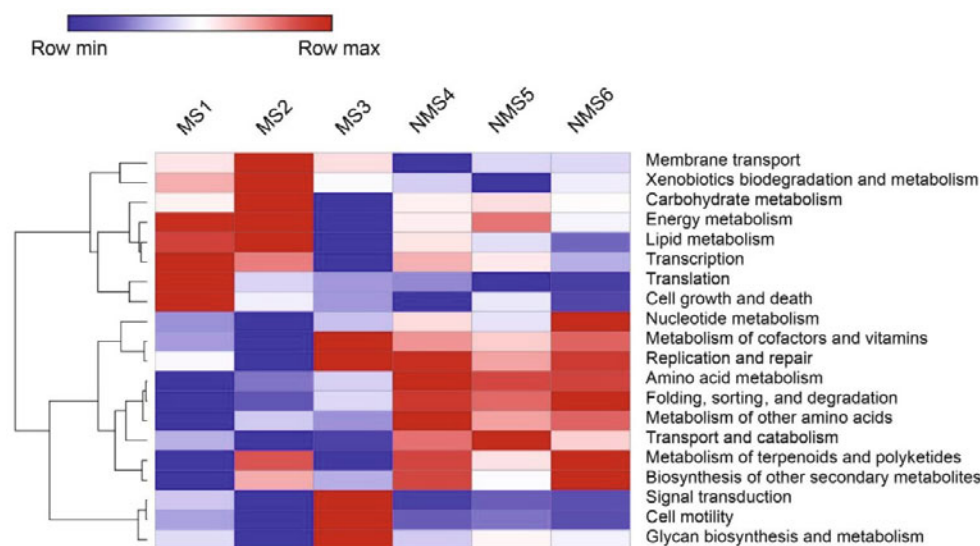 Row min Row max
MS1 MS2 MS3 NMS4 NMS5 NMS6
Membrane transport
Xenobiotics biodegradation and metabolism
Carbohydrate metabolism
Energy metabolism
Lipid metabolism
Transcription
Translation
Cell growth and death
Nucleotide metabolism
Metabolism of cofactors and vitamins
Replication and repair
Amino acid metabolism
Folding, sorting, and degradation
Metabolism of other amino acids
Transport and catabolism
Metabolism of terpenoids and polyketides
Biosynthesis of other secondary metabolites
Signal transduction
Cell motility
Glycan biosynthesis and metabolism